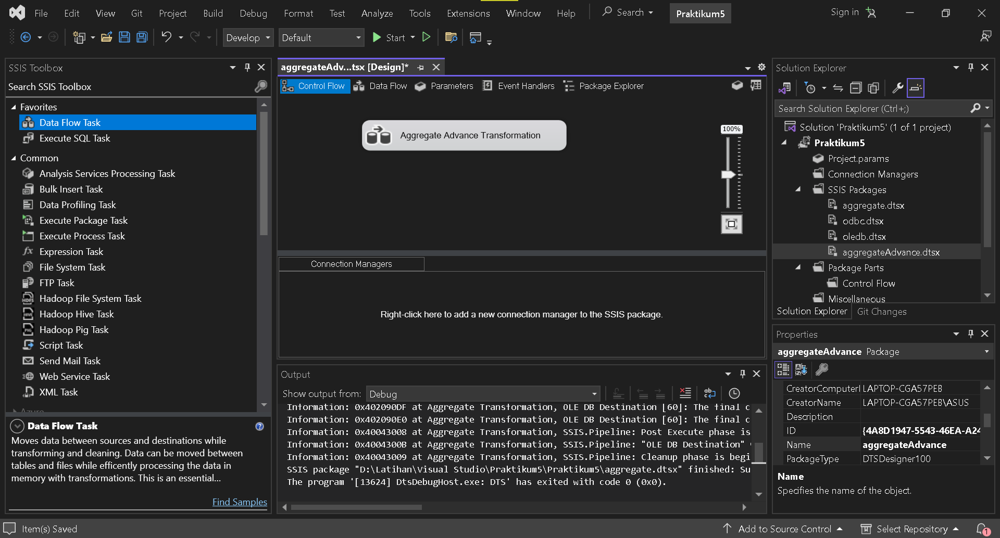 File Edit View Git Project Build Debug Format Test Analyze Tools Extensions Window Help Search Praktikum5 Sign in
Develop Default Start
SSIS Toolbox
Search SSIS Toolbox
Favorites
Data Flow Task
Execute SQL Task
Common
Analysis Services Processing Task
Bulk Insert Task
Data Profiling Task
Execute Package Task
Execute Process Task
Expression Task
File System Task
FTP Task
Hadoop File System Task
Hadoop Hive Task
Hadoop Pig Task
Script Task
Send Mail Task
Web Service Task
XML Task
Azure
Data Flow Task
Moves data between sources and destinations while
transforming and cleaning. Data can be moved between
tables and files while efficently processing the data in
memory with transformations. This is an essential...
Find Samples
aggregateAdv...tsx [Design]*
Control Flow Data Flow Parameters Event Handlers Package Explorer
Aggregate Advance Transformation
100%
Connection Managers
Right-click here to add a new connection manager to the SSIS package.
Output
Show output from: Debug
Information: 0x402090DF at Aggregate Transformation, OLE DB Destination [60]: The final c
Information: 0x402090E0 at Aggregate Transformation, OLE DB Destination [60]: The final c
Information: 0x40043008 at Aggregate Transformation, SSIS.Pipeline: Post Execute phase is
Information: 0x4004300B at Aggregate Transformation, SSIS.Pipeline: "OLE DB Destination"
Information: 0x40043009 at Aggregate Transformation, SSIS.Pipeline: Cleanup phase is begi
SSIS package "D:\Latihan\Visual Studio\Praktikum5\Praktikum5\aggregate.dtsx" finished: Su
The program '[13624] DtsDebugHost.exe: DTS' has exited with code 0 (0x0).
Solution Explorer
Search Solution Explorer (Ctrl+;)
Solution 'Praktikum5' (1 of 1 project)
Praktikum5
Project.params
Connection Managers
SSIS Packages
aggregate.dtsx
odbc.dtsx
oledb.dtsx
aggregateAdvance.dtsx
Package Parts
Control Flow
Miscellaneous
Solution Explorer Git Changes
Properties
aggregateAdvance Package
CreatorComputerI LAPTOP-CGA57PEB
CreatorName LAPTOP-CGA57PEB\ASUS
Description
ID {4A8D1947-5543-46EA-A24
Name aggregateAdvance
PackageType DTSDesigner100
Name
Specifies the name of the object.
Item(s) Saved Add to Source Control Select Repository 1